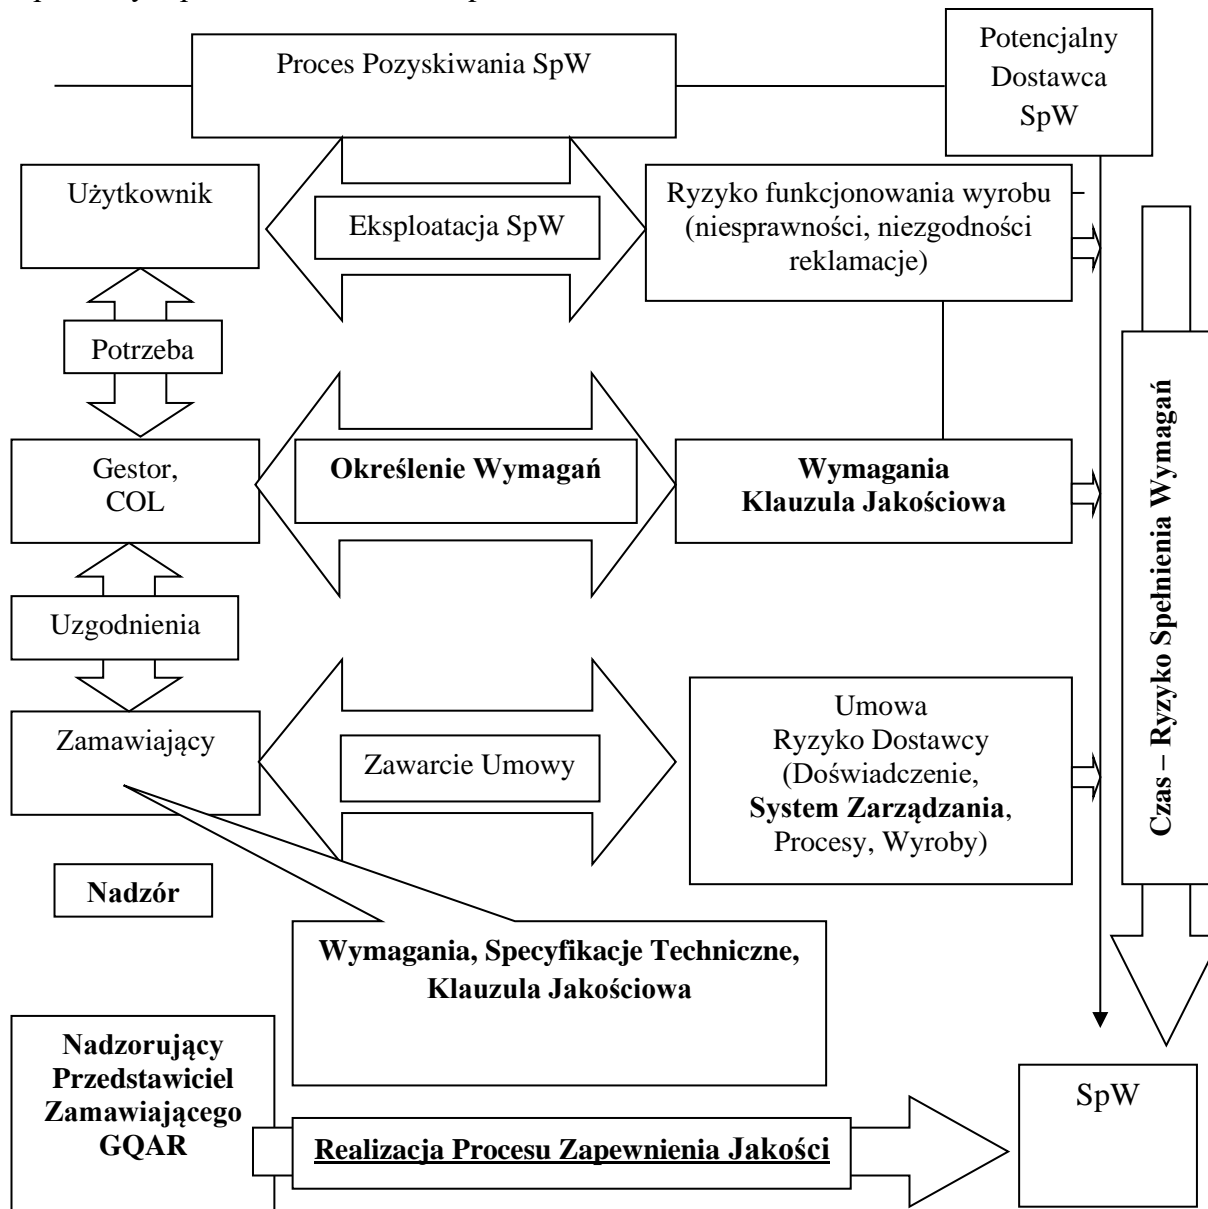 Proces Pozyskiwania SpW
Potencjalny
Dostawca
SpW
Użytkownik
Eksploatacja SpW
Ryzyko funkcjonowania wyrobu
(niesprawności, niezgodności
reklamacje)
Potrzeba
Gestor,
COL
Określenie Wymagań
Wymagania
Klauzula Jakościowa
Czas – Ryzyko Spełnienia Wymagań
Uzgodnienia
Zamawiający
Zawarcie Umowy
Umowa
Ryzyko Dostawcy
(Doświadczenie,
System Zarządzania,
Procesy, Wyroby)
Nadzór
Wymagania, Specyfikacje Techniczne,
Klauzula Jakościowa
Nadzorujący
Przedstawiciel
Zamawiającego
GQAR
Realizacja Procesu Zapewnienia Jakości
SpW